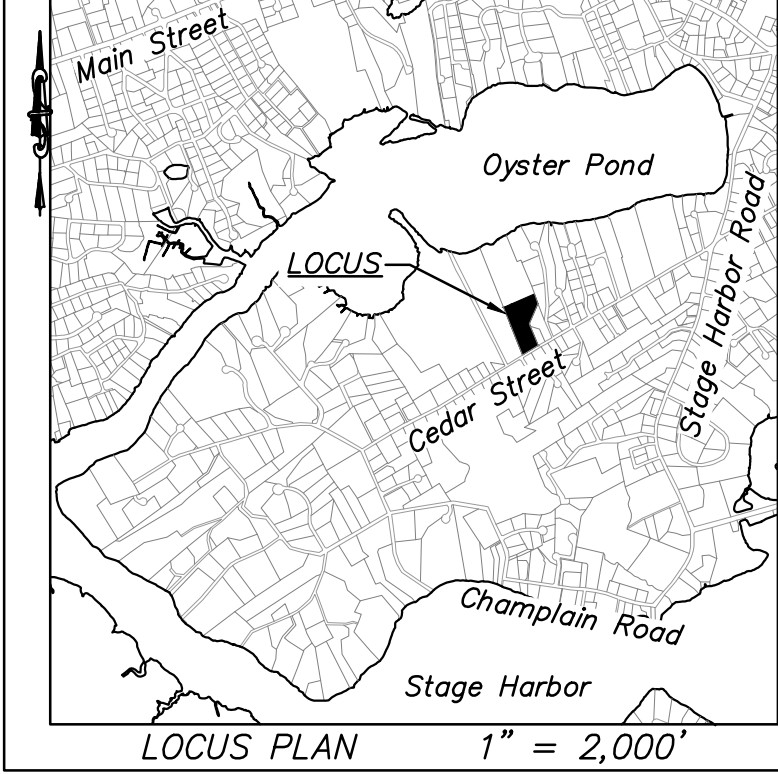 Main Street
Oyster Pond
LOCUS
Stage Harbor Road
Cedar Street
Champlain Road
Stage Harbor
LOCUS PLAN 1" = 2,000'